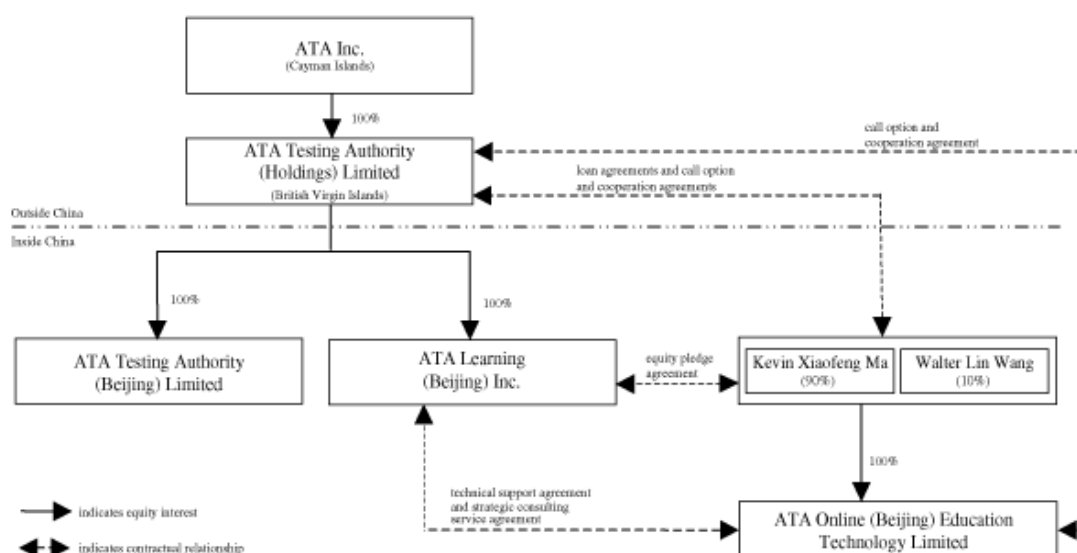 ATA Inc.
(Cayman Islands)
100%
ATA Testing Authority
(Holdings) Limited
(British Virgin Islands)
call option and
cooperation agreement
loan agreements and call option
and cooperation agreements
Outside China
Inside China
100%
100%
ATA Testing Authority
(Beijing) Limited
ATA Learning
(Beijing) Inc.
equity pledge
agreement
Kevin Xiaofeng Ma
(90%)
Walter Lin Wang
(10%)
100%
technical support agreement
and strategic consulting
service agreement
ATA Online (Beijing) Education
Technology Limited
indicates equity interest
indicates contractual relationship